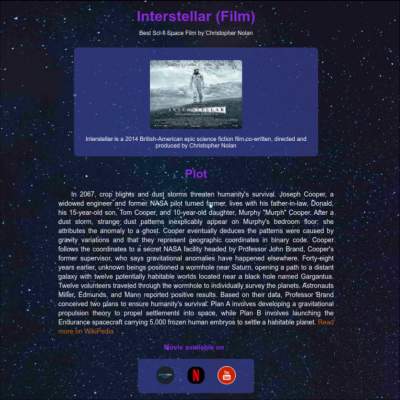 Interstellar (Film)
Best Sci-fi Space Film by Christopher Nolan
INTERSTELLAR
Interstellar is a 2014 British-American epic science fiction film co-written, directed and
produced by Christopher Nolan
Plot
In 2067, crop blights and dust storms threaten humanity's survival. Joseph Cooper, a
widowed engineer and former NASA pilot turned farmer, lives with his father-in-law, Donald,
his 15-year-old son, Tom Cooper, and 10-year-old daughter, Murphy "Murph" Cooper. After a
dust storm, strange dust patterns inexplicably appear on Murphy's bedroom floor; she
attributes the anomaly to a ghost. Cooper eventually deduces the patterns were caused by
gravity variations and that they represent geographic coordinates in binary code. Cooper
follows the coordinates to a secret NASA facility headed by Professor John Brand, Cooper's
former supervisor, who says gravitational anomalies have happened elsewhere. Forty-eight
years earlier, unknown beings positioned a wormhole near Saturn, opening a path to a distant
galaxy with twelve potentially habitable worlds located near a black hole named Gargantua.
Twelve volunteers traveled through the wormhole to individually survey the planets. Astronauts
Miller, Edmunds, and Mann reported positive results. Based on their data, Professor Brand
conceived two plans to ensure humanity's survival. Plan A involves developing a gravitational
propulsion theory to propel settlements into space, while Plan B involves launching the
Endurance spacecraft carrying 5,000 frozen human embryos to settle a habitable planet. Read
more on WikiPedia
Movie available on
N